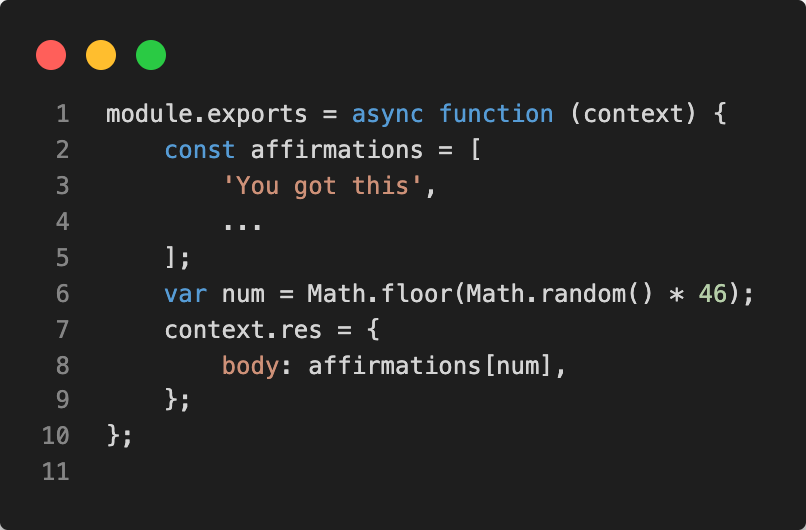 1 module.exports = async function (context) {
2     const affirmations = [
3         'You got this',
4         ...
5     ];
6     var num = Math.floor(Math.random() * 46);
7     context.res = {
8         body: affirmations[num],
9     };
10 };
11